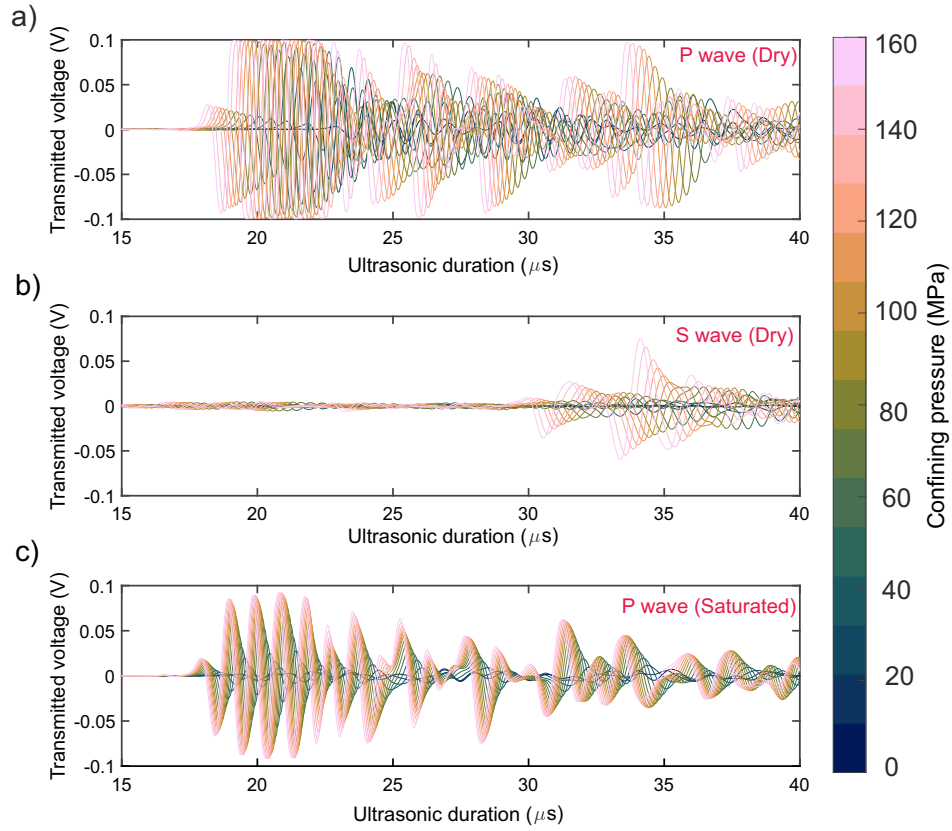 a)
P wave (Dry)
Transmitted voltage (V)
0.1
0.05
0
-0.05
-0.1
15 20 25 30 35 40
Ultrasonic duration (μs)
b)
S wave (Dry)
Transmitted voltage (V)
0.1
0.05
0
-0.05
-0.1
15 20 25 30 35 40
Ultrasonic duration (μs)
c)
P wave (Saturated)
Transmitted voltage (V)
0.1
0.05
0
-0.05
-0.1
15 20 25 30 35 40
Ultrasonic duration (μs)
160
140
120
100
80
60
40
20
0
Confining pressure (MPa)